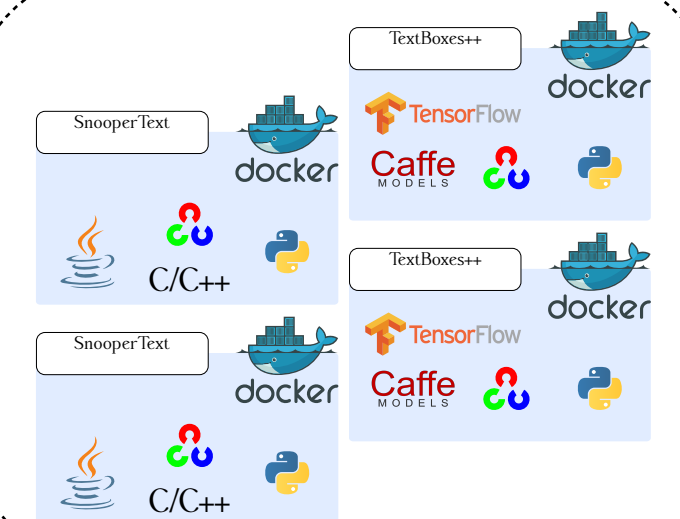 TextBoxes++
docker
TensorFlow
Caffe
MODELS
SnooperText
docker
C/C++
TextBoxes++
docker
TensorFlow
Caffe
MODELS
SnooperText
docker
C/C++